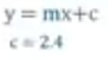 y = mx+c
c = 2.4